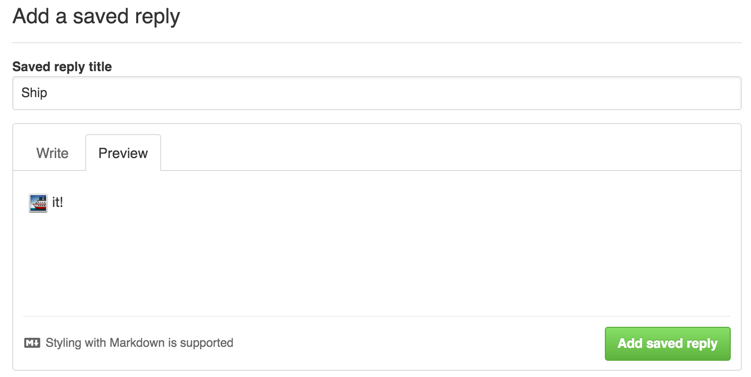 Add a saved reply
Saved reply title
Ship
Write Preview
it!
Styling with Markdown is supported
Add saved reply